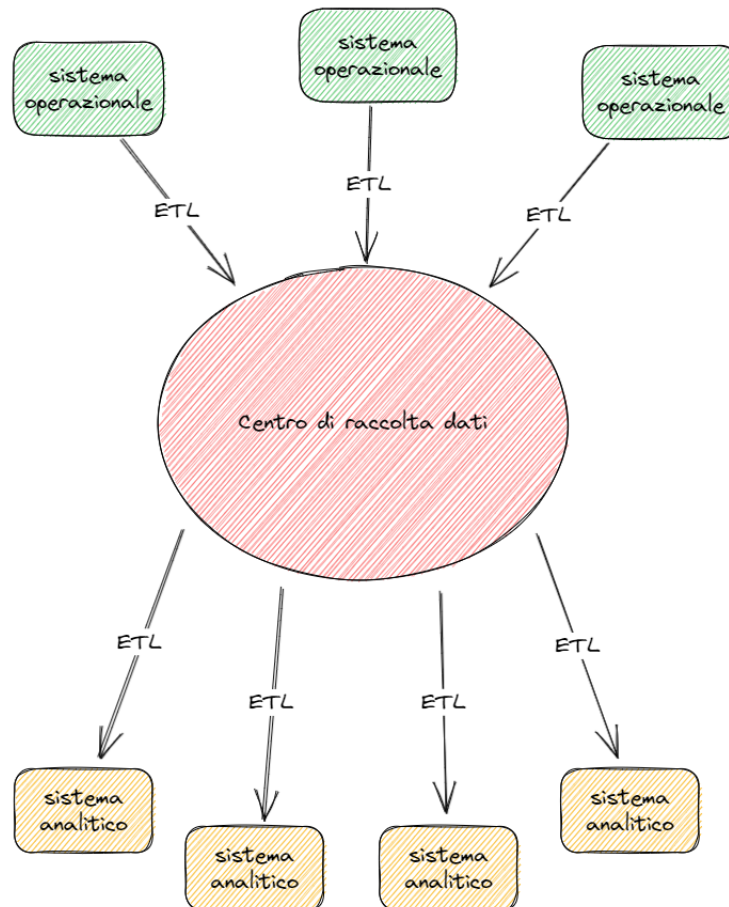 sistema
operazionale
sistema
operazionale
sistema
operazionale
ETL
ETL
ETL
Centro di raccolta dati
ETL
ETL
ETL
ETL
sistema
analitico
sistema
analitico
sistema
analitico
sistema
analitico